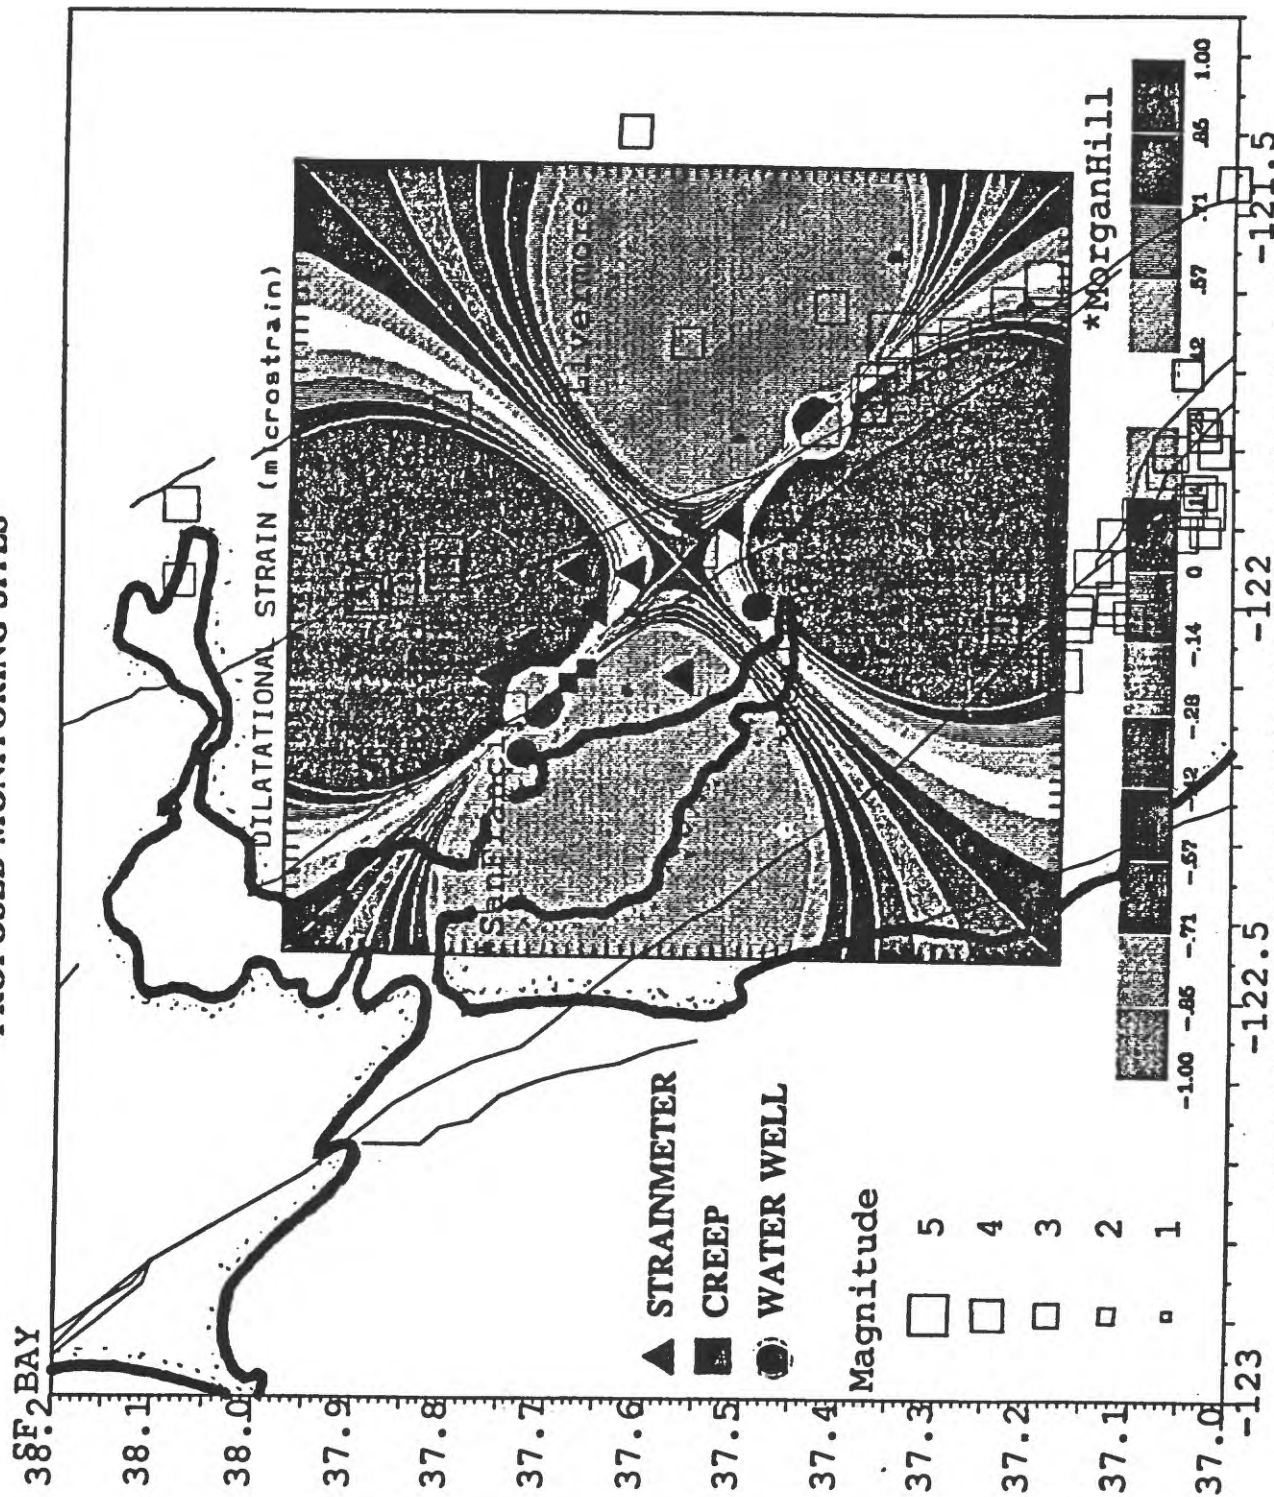 PROPOSED MONITORING SITES
SF BAY
38.2
38.1
38.0
37.9
37.8
37.7
37.6
37.5
37.4
37.3
37.2
37.1
37.0
-123
-122.5
-122
-121.5
DILATATIONAL STRAIN (microstrain)
Livermore
San Franci
*MorganHill
STRAINMETER
CREEP
WATER WELL
Magnitude
5
4
3
2
1
-1.00 -.85 -.71 -.57 -.28 -.14 0 .14 .57 .71 .85 1.00